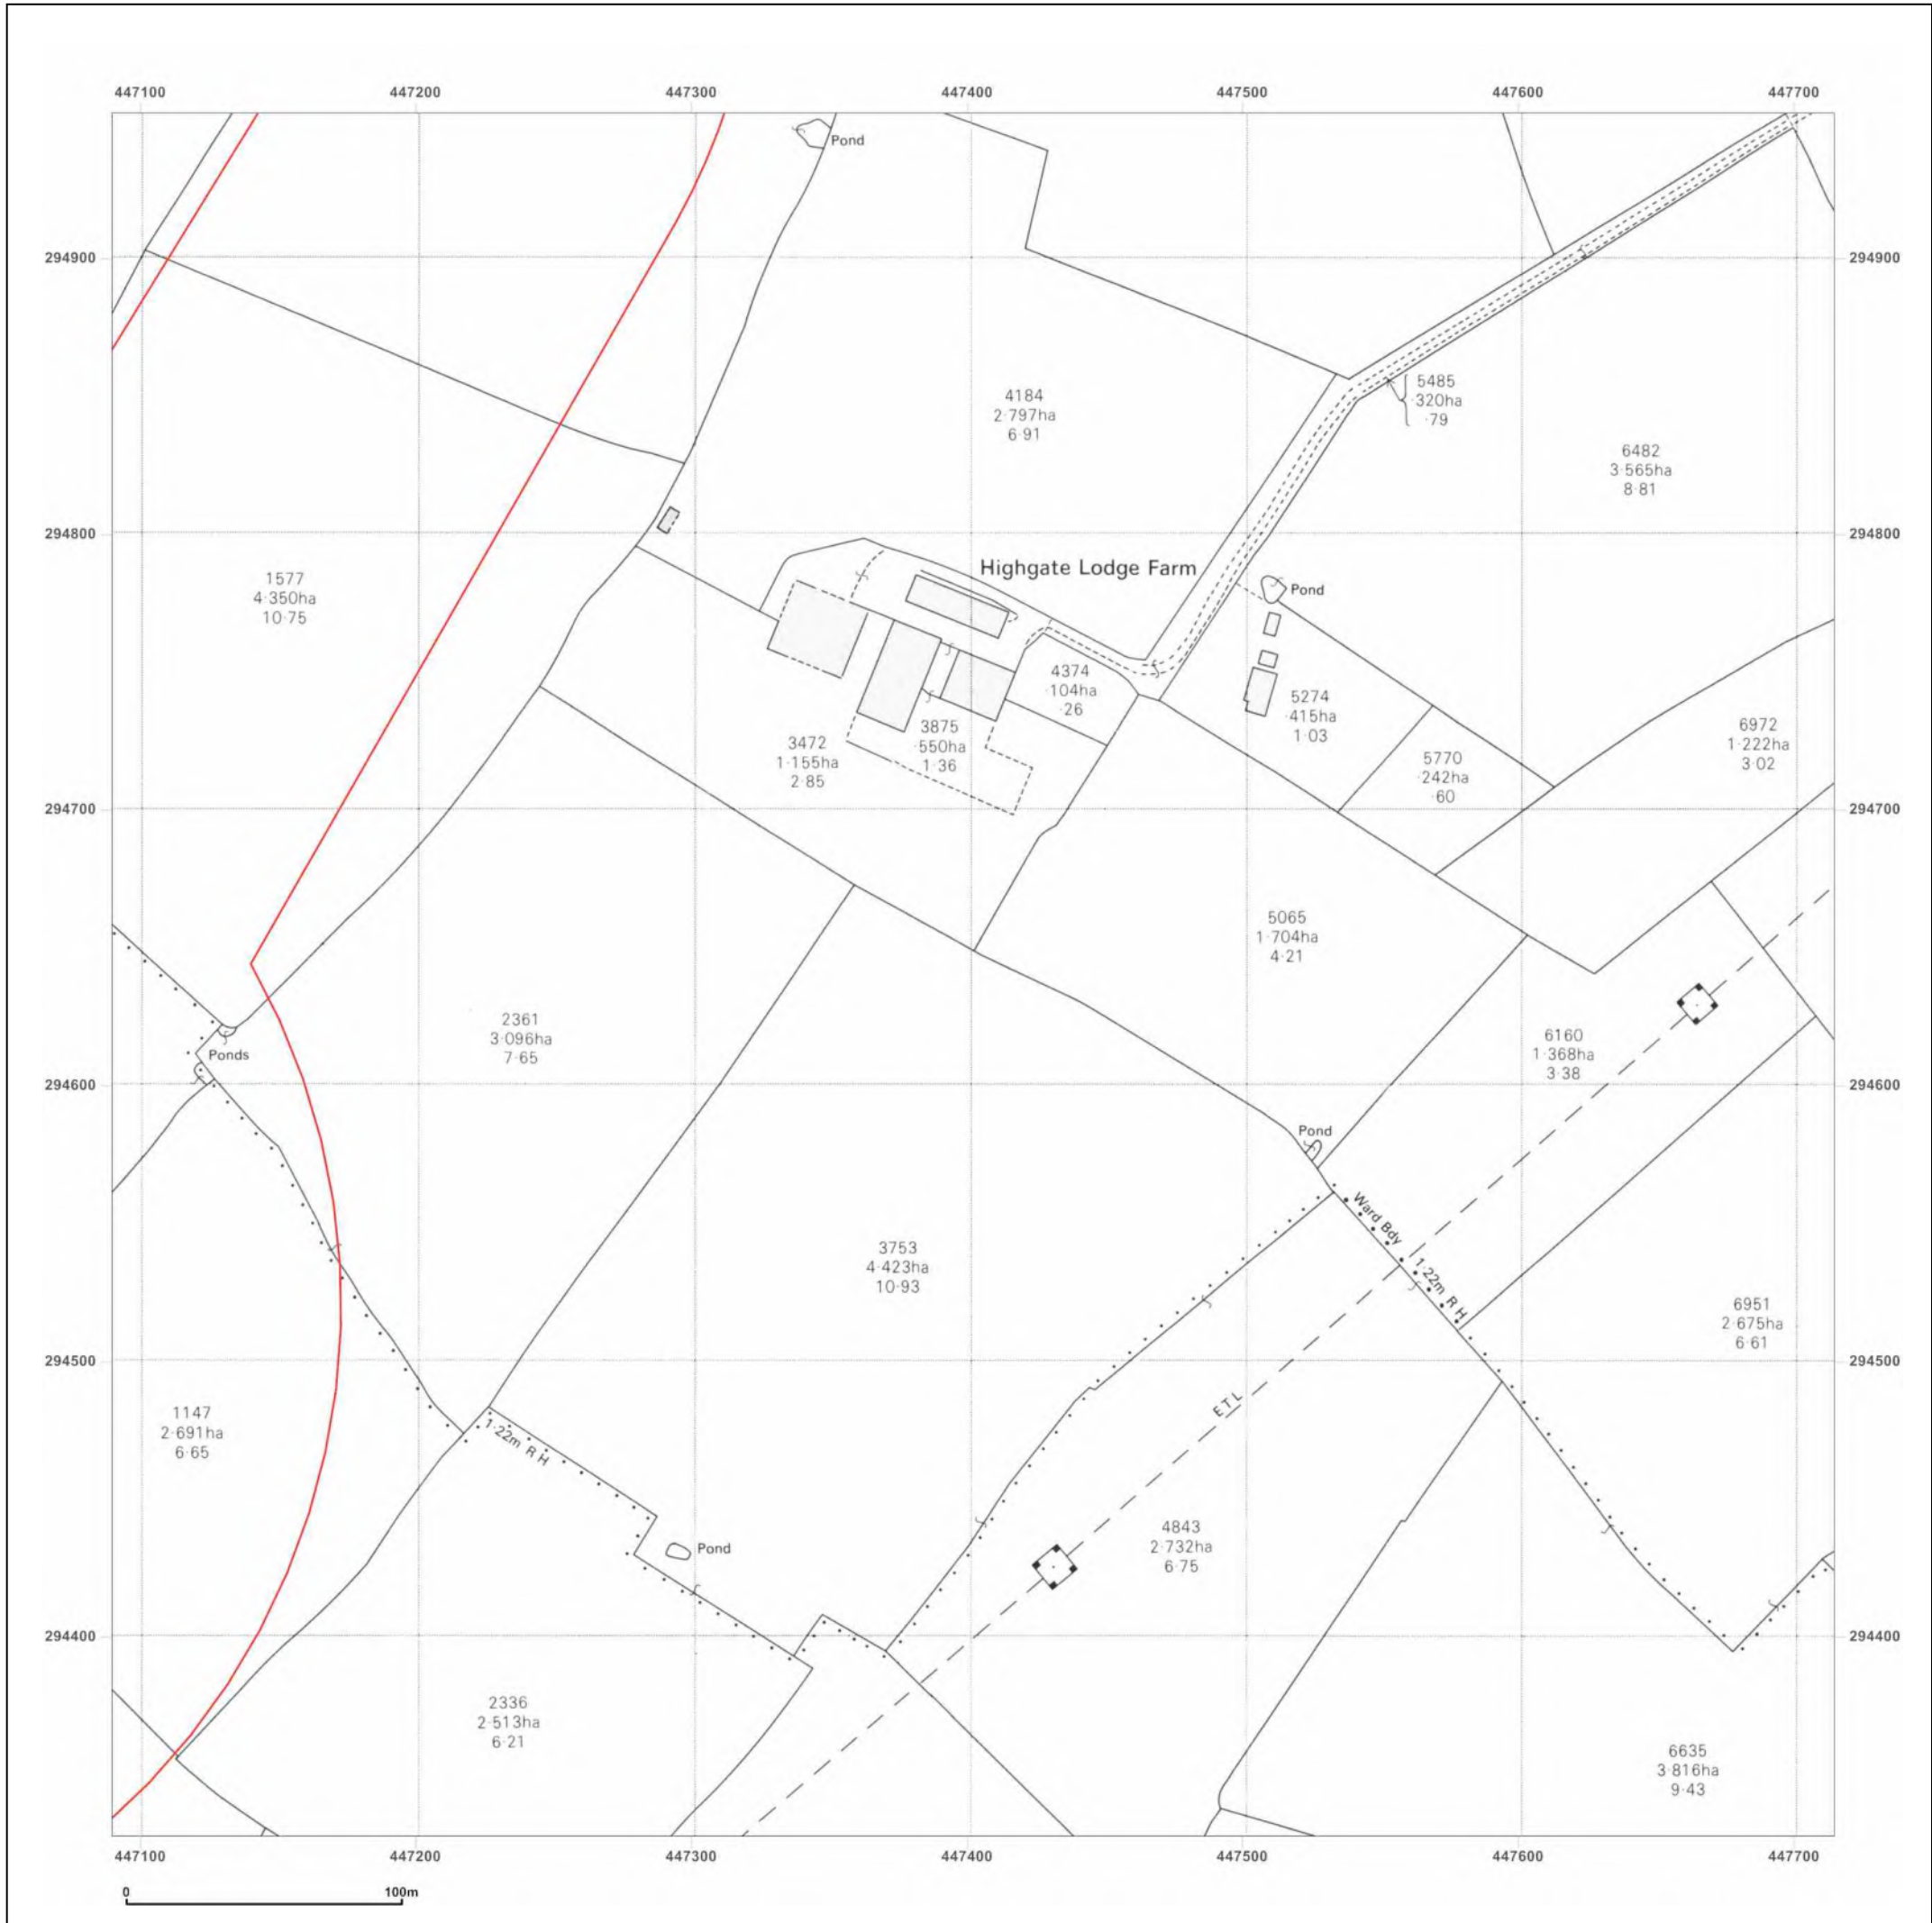 447100 447200 447300 447400 447500 447600 447700
Pond
294900 294900
5485
·320ha
·79
4184
2·797ha
6·91
6482
3·565ha
8·81
294800 294800
Highgate Lodge Farm
1577
4·350ha
10·75
Pond
4374
·104ha
·26
5274
·415ha
1·03
3875
·550ha
1·36
3472
1·155ha
2·85
6972
1·222ha
3·02
5770
·242ha
·60
294700 294700
5065
1·704ha
4·21
2361
3·096ha
7·65
Ponds
6160
1·368ha
3·38
294600 294600
Pond
Ward Bdy
1·22m R H
3753
4·423ha
10·93
6951
2·675ha
6·61
294500 294500
E T L
1147
2·691ha
6·65
1·22m R H
4843
2·732ha
6·75
Pond
294400 294400
2336
2·513ha
6·21
6635
3·816ha
9·43
447100 447200 447300 447400 447500 447600 447700
0 100m